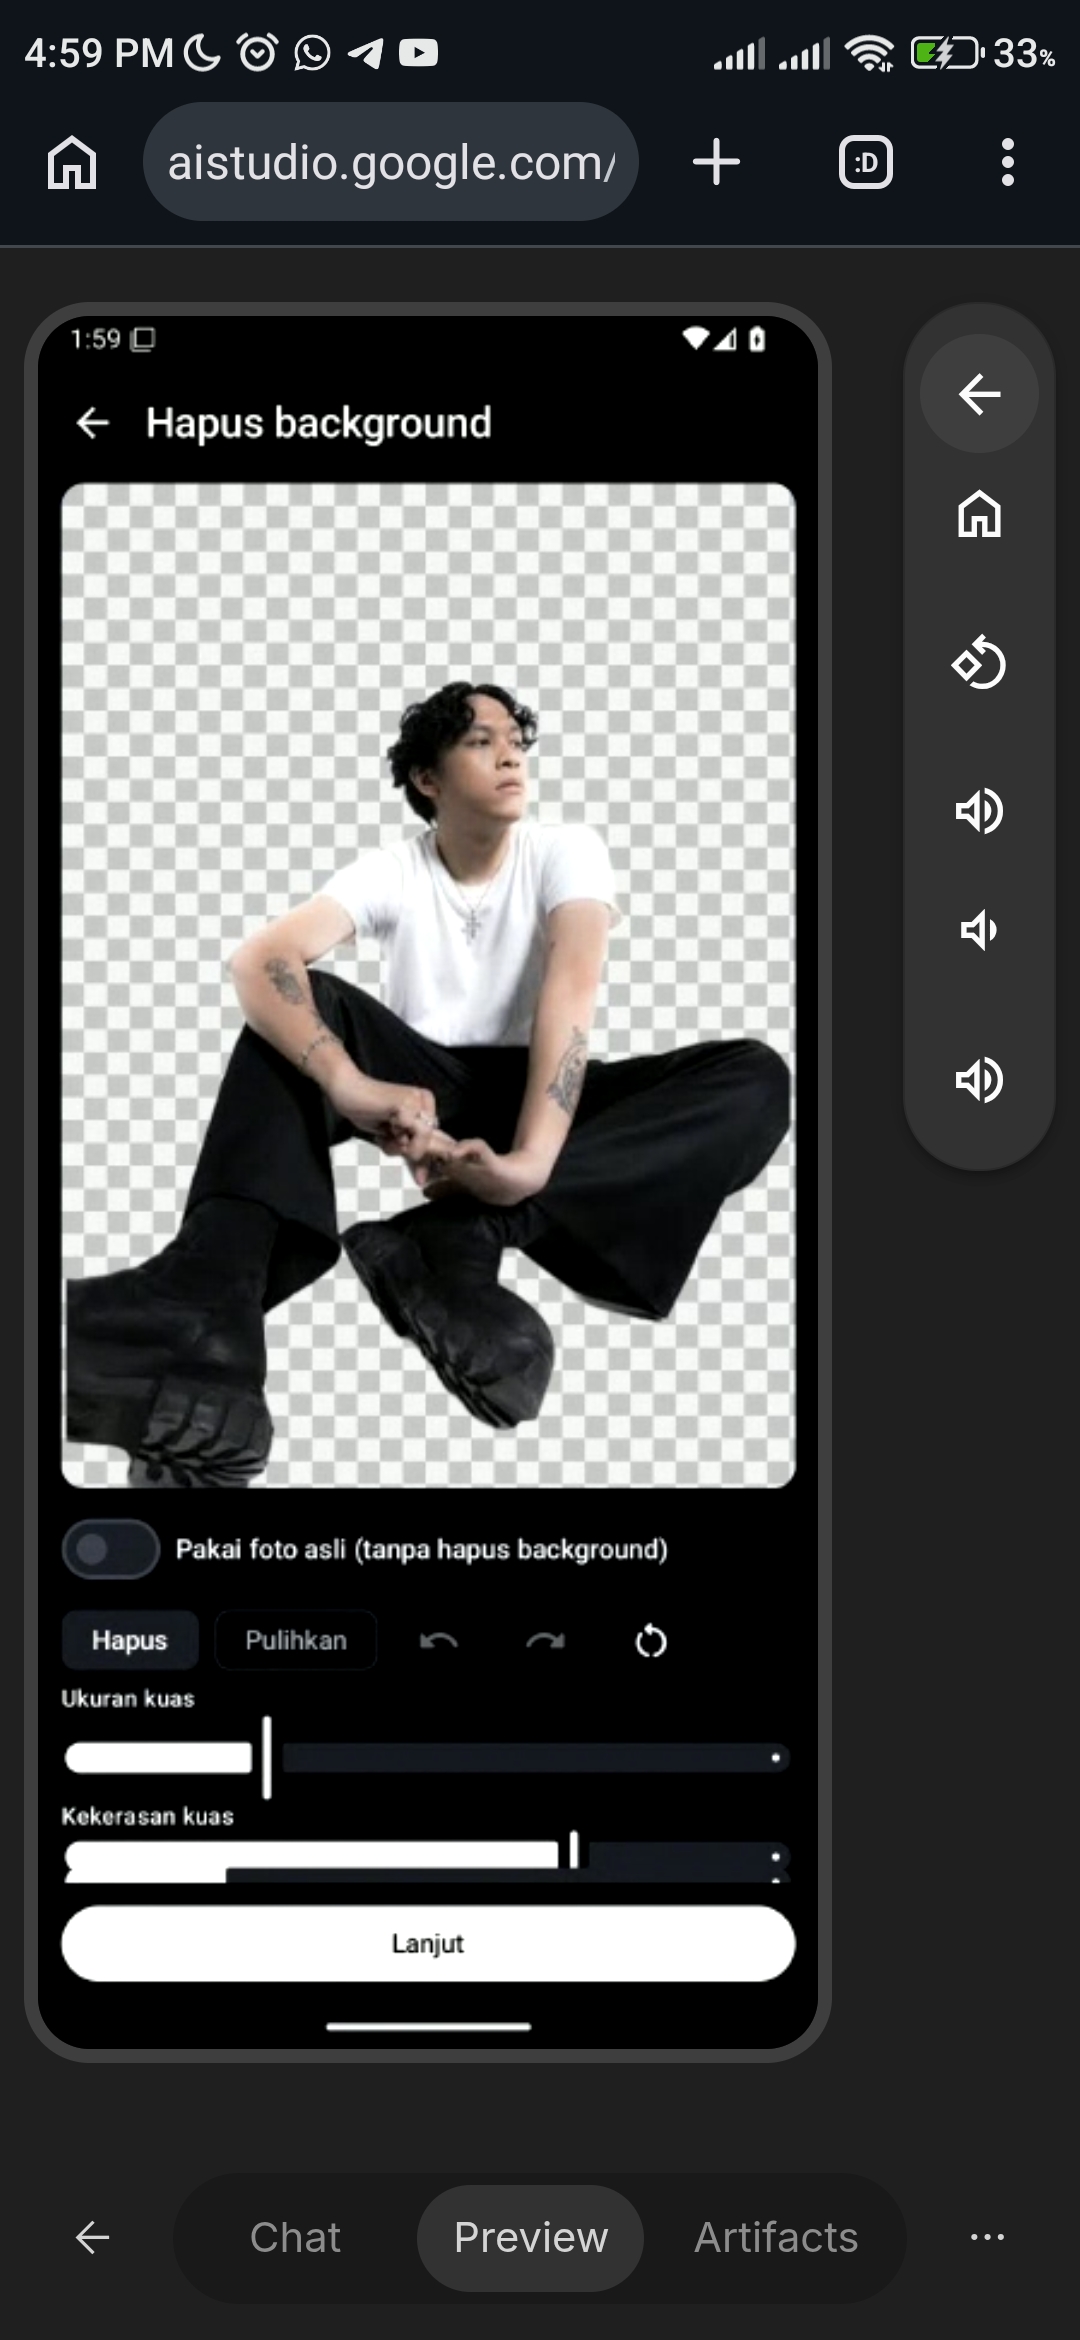 4:59 PM
33%
aistudio.google.com/
:D
1:59
Hapus background
Pakai foto asli (tanpa hapus background)
Hapus
Pulihkan
Ukuran kuas
Kekerasan kuas
Lanjut
Chat
Preview
Artifacts